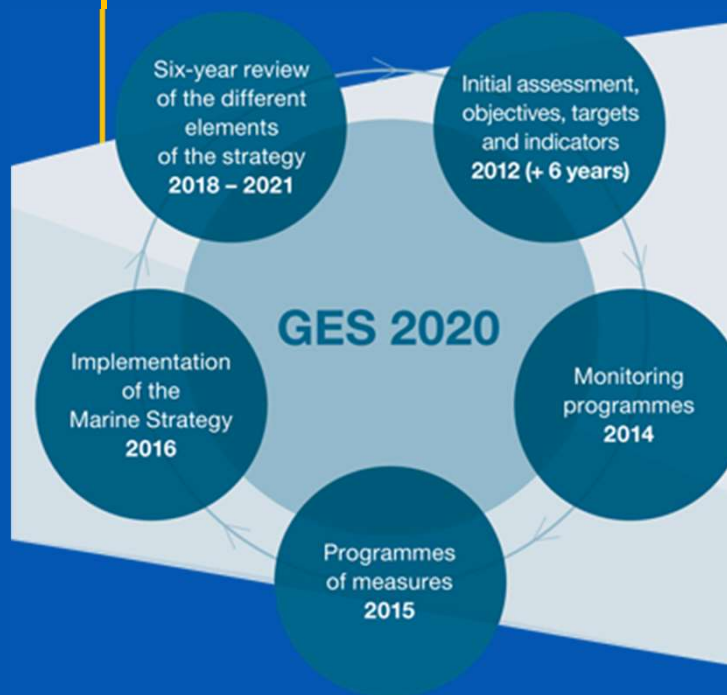 Six-year review
of the different
elements
of the strategy
2018 – 2021
Initial assessment,
objectives, targets
and indicators
2012 (+ 6 years)
GES 2020
Implementation
of the
Marine Strategy
2016
Monitoring
programmes
2014
Programmes
of measures
2015